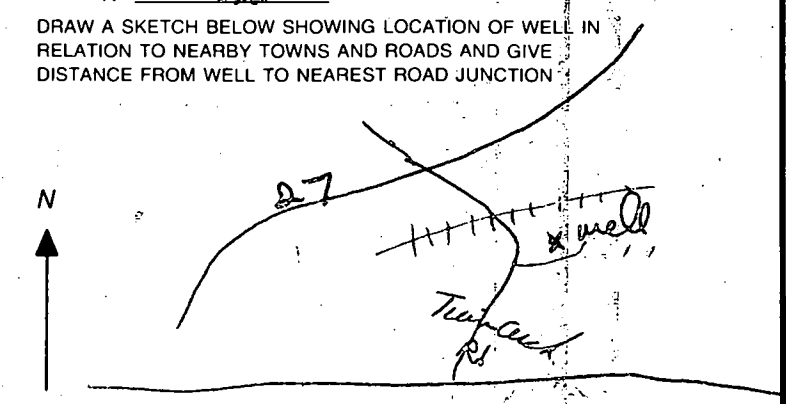 DRAW A SKETCH BELOW SHOWING LOCATION OF WELL IN
RELATION TO NEARBY TOWNS AND ROADS AND GIVE
DISTANCE FROM WELL TO NEAREST ROAD JUNCTION
N
27
well
Rd.